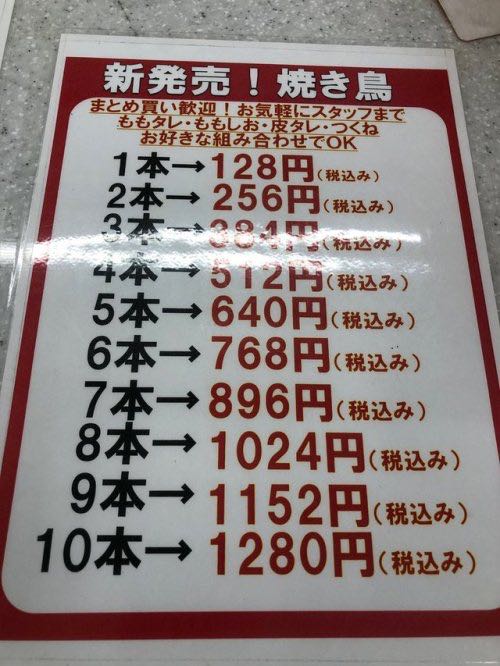 新発売！焼き鳥
まとめ買い歓迎！お気軽にスタッフまで
ももタレ・ももしお・皮タレ・つくね
お好きな組み合わせでOK
1本→128円(税込み)
2本→256円(税込み)
3本→384円(税込み)
4本→512円(税込み)
5本→640円(税込み)
6本→768円(税込み)
7本→896円(税込み)
8本→1024円(税込み)
9本→1152円(税込み)
10本→1280円(税込み)